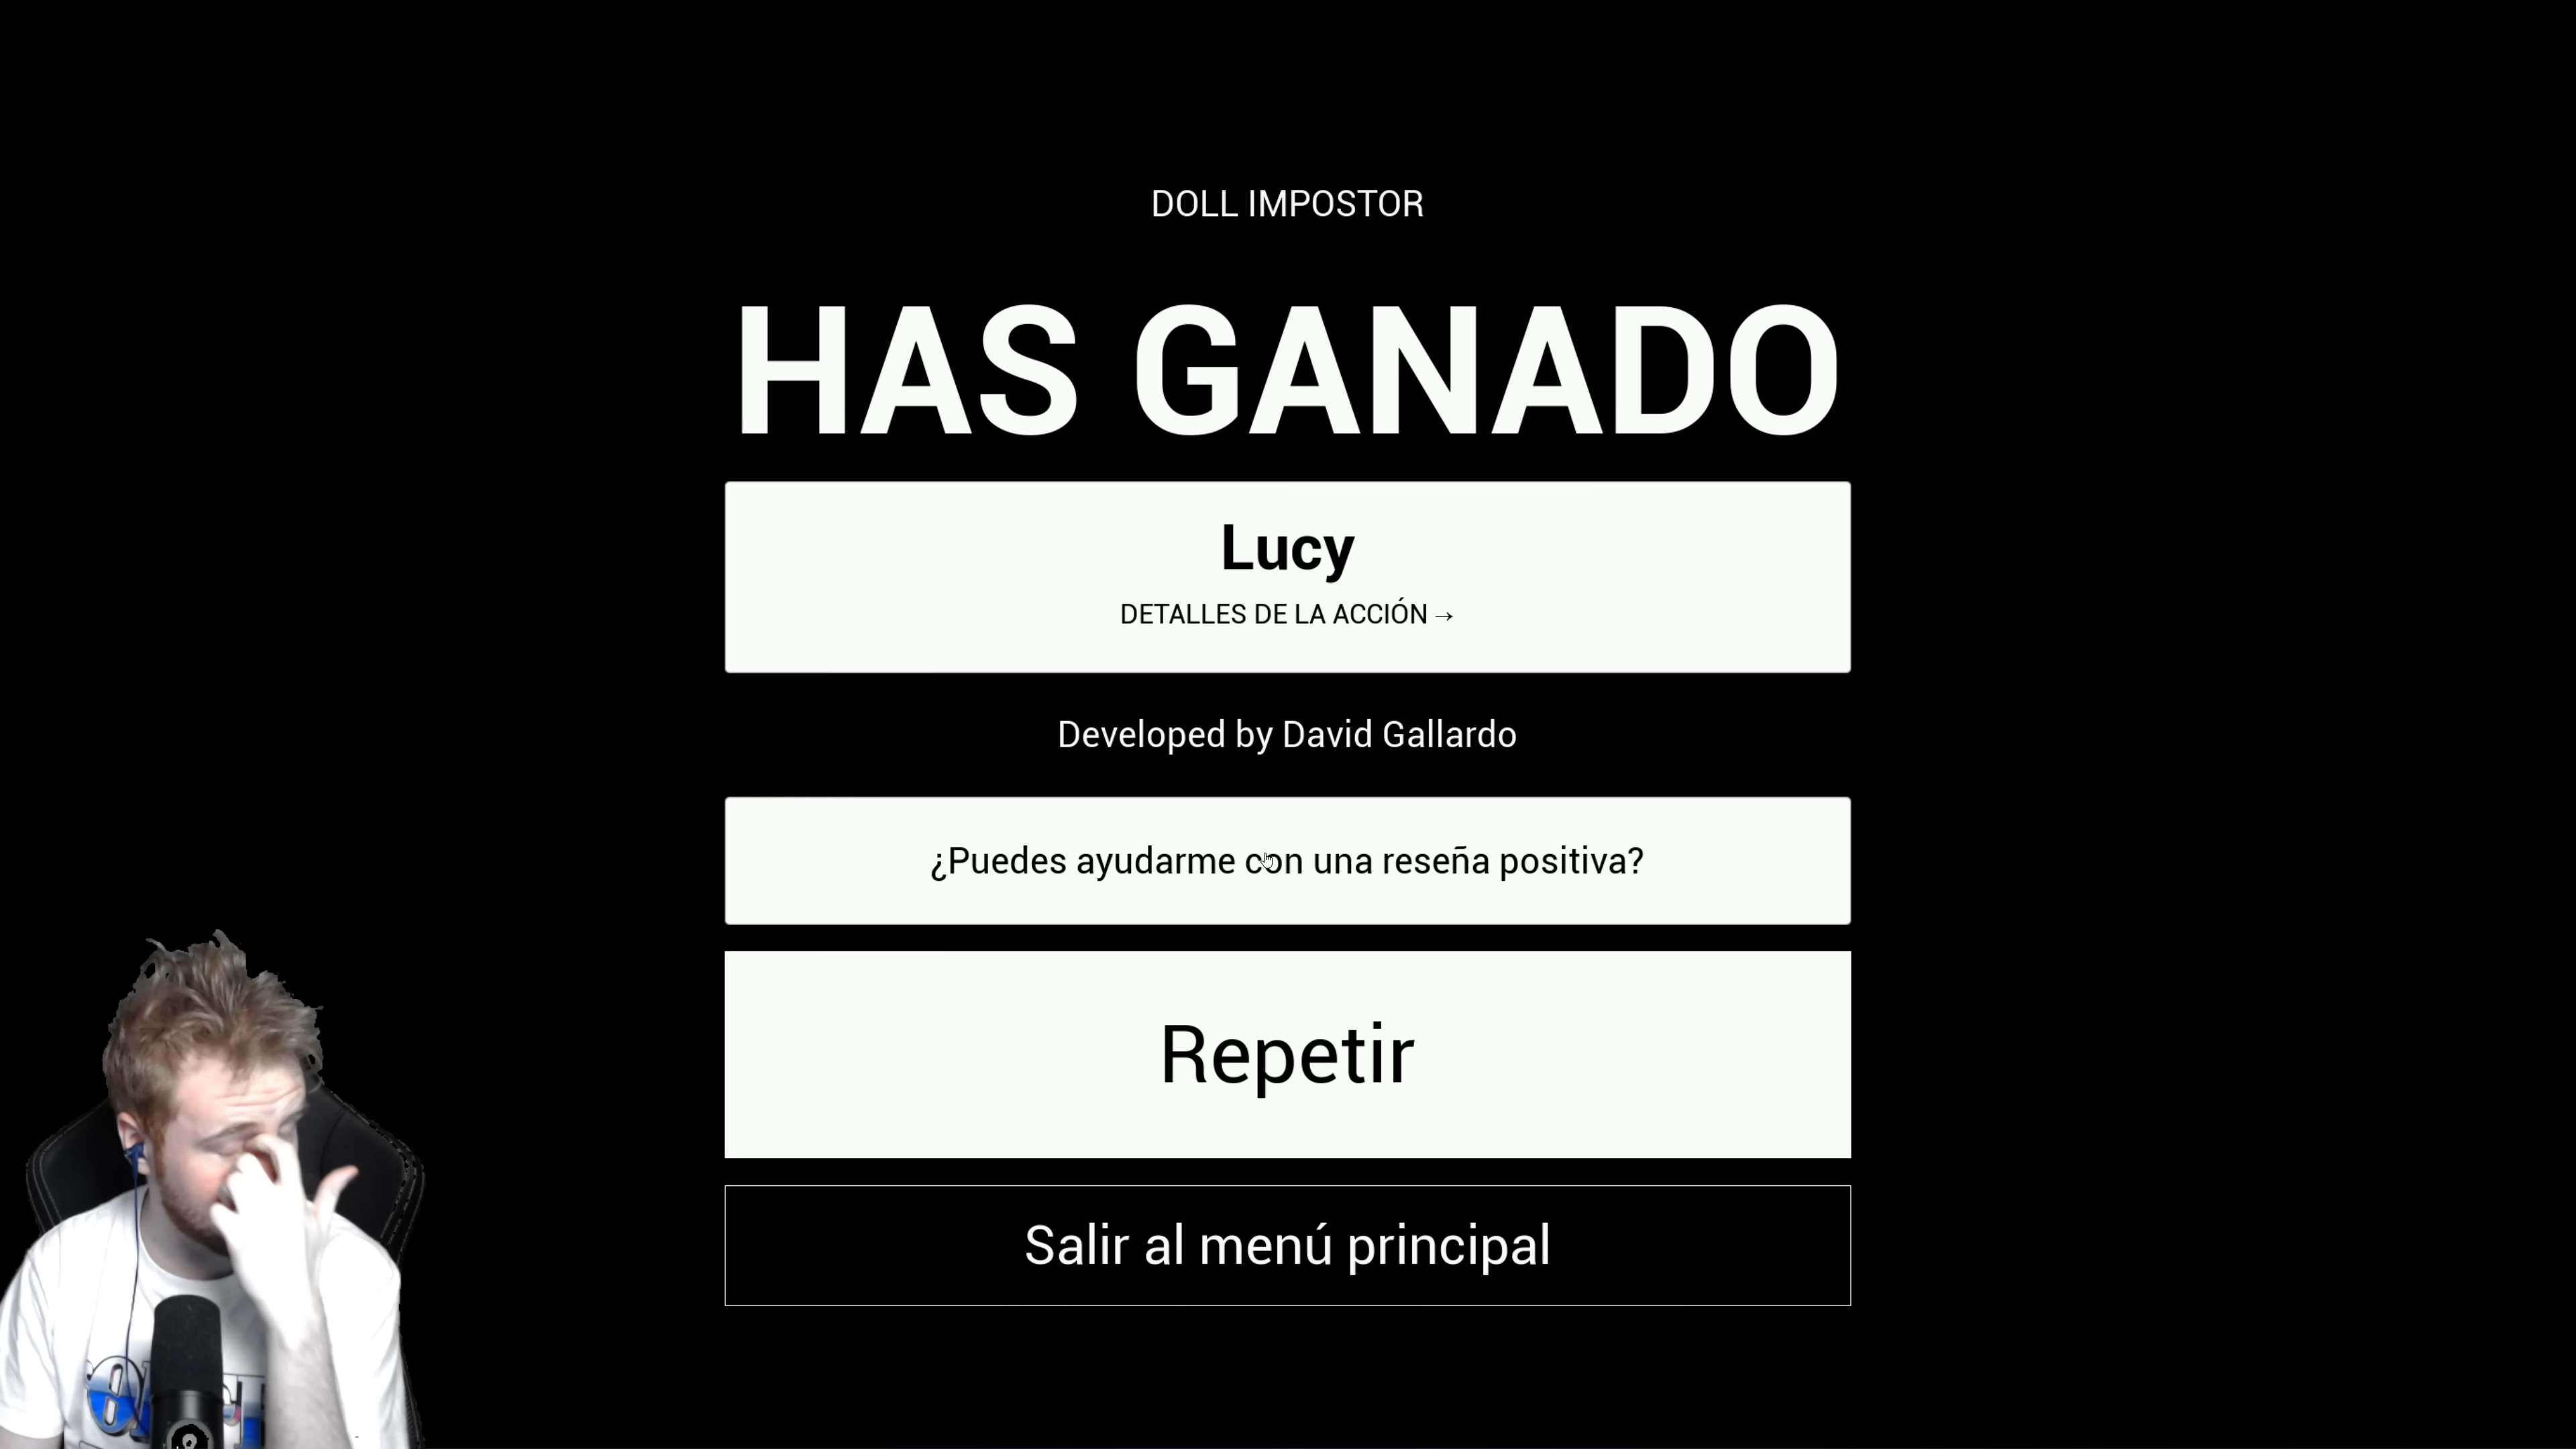 DOLL IMPOSTOR
HAS GANADO
Lucy
DETALLES DE LA ACCIÓN →
Developed by David Gallardo
¿Puedes ayudarme con una reseña positiva?
Repetir
Salir al menú principal